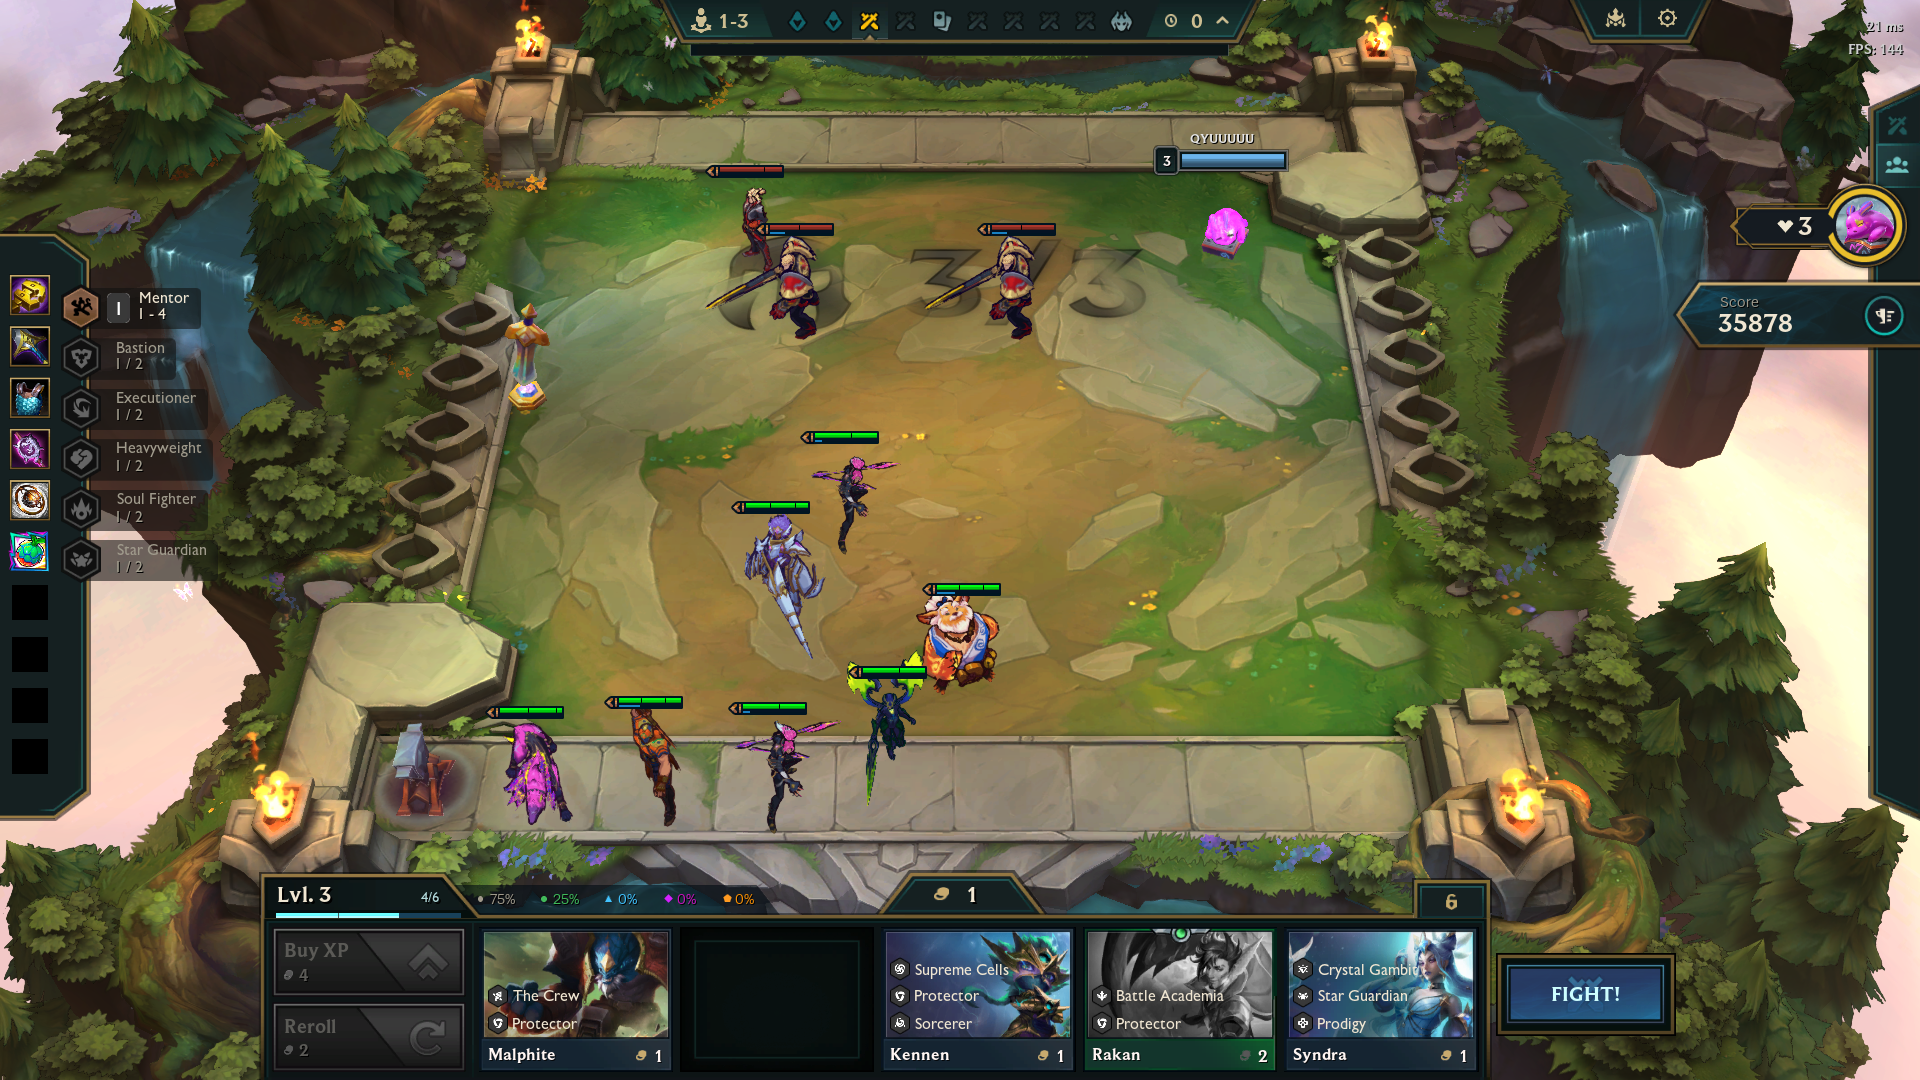 1-3
0
21 ms
FPS: 144
QYUUUUU
3
3/3
3
Score
35878
1
Mentor
1 - 4
Bastion
1 / 2
Executioner
1 / 2
Heavyweight
1 / 2
Soul Fighter
1 / 2
Star Guardian
1 / 2
Lvl. 3
4/6
75%
25%
0%
0%
0%
1
6
Buy XP
4
Reroll
2
The Crew
Protector
Malphite
1
Supreme Cells
Protector
Sorcerer
Kennen
1
Battle Academia
Protector
Rakan
2
Crystal Gambit
Star Guardian
Prodigy
Syndra
1
FIGHT!